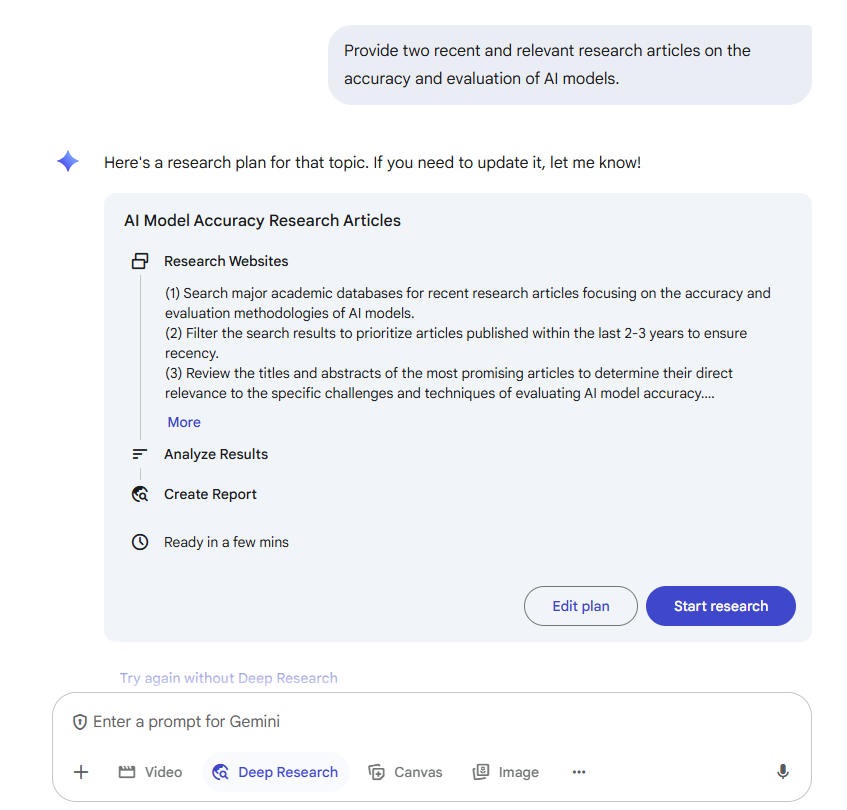 Provide two recent and relevant research articles on the
accuracy and evaluation of AI models.
Here's a research plan for that topic. If you need to update it, let me know!
AI Model Accuracy Research Articles
Research Websites
(1) Search major academic databases for recent research articles focusing on the accuracy and
evaluation methodologies of AI models.
(2) Filter the search results to prioritize articles published within the last 2-3 years to ensure
recency.
(3) Review the titles and abstracts of the most promising articles to determine their direct
relevance to the specific challenges and techniques of evaluating AI model accuracy....
More
Analyze Results
Create Report
Ready in a few mins
Edit plan
Start research
Try again without Deep Research
Enter a prompt for Gemini
Video
Deep Research
Canvas
Image